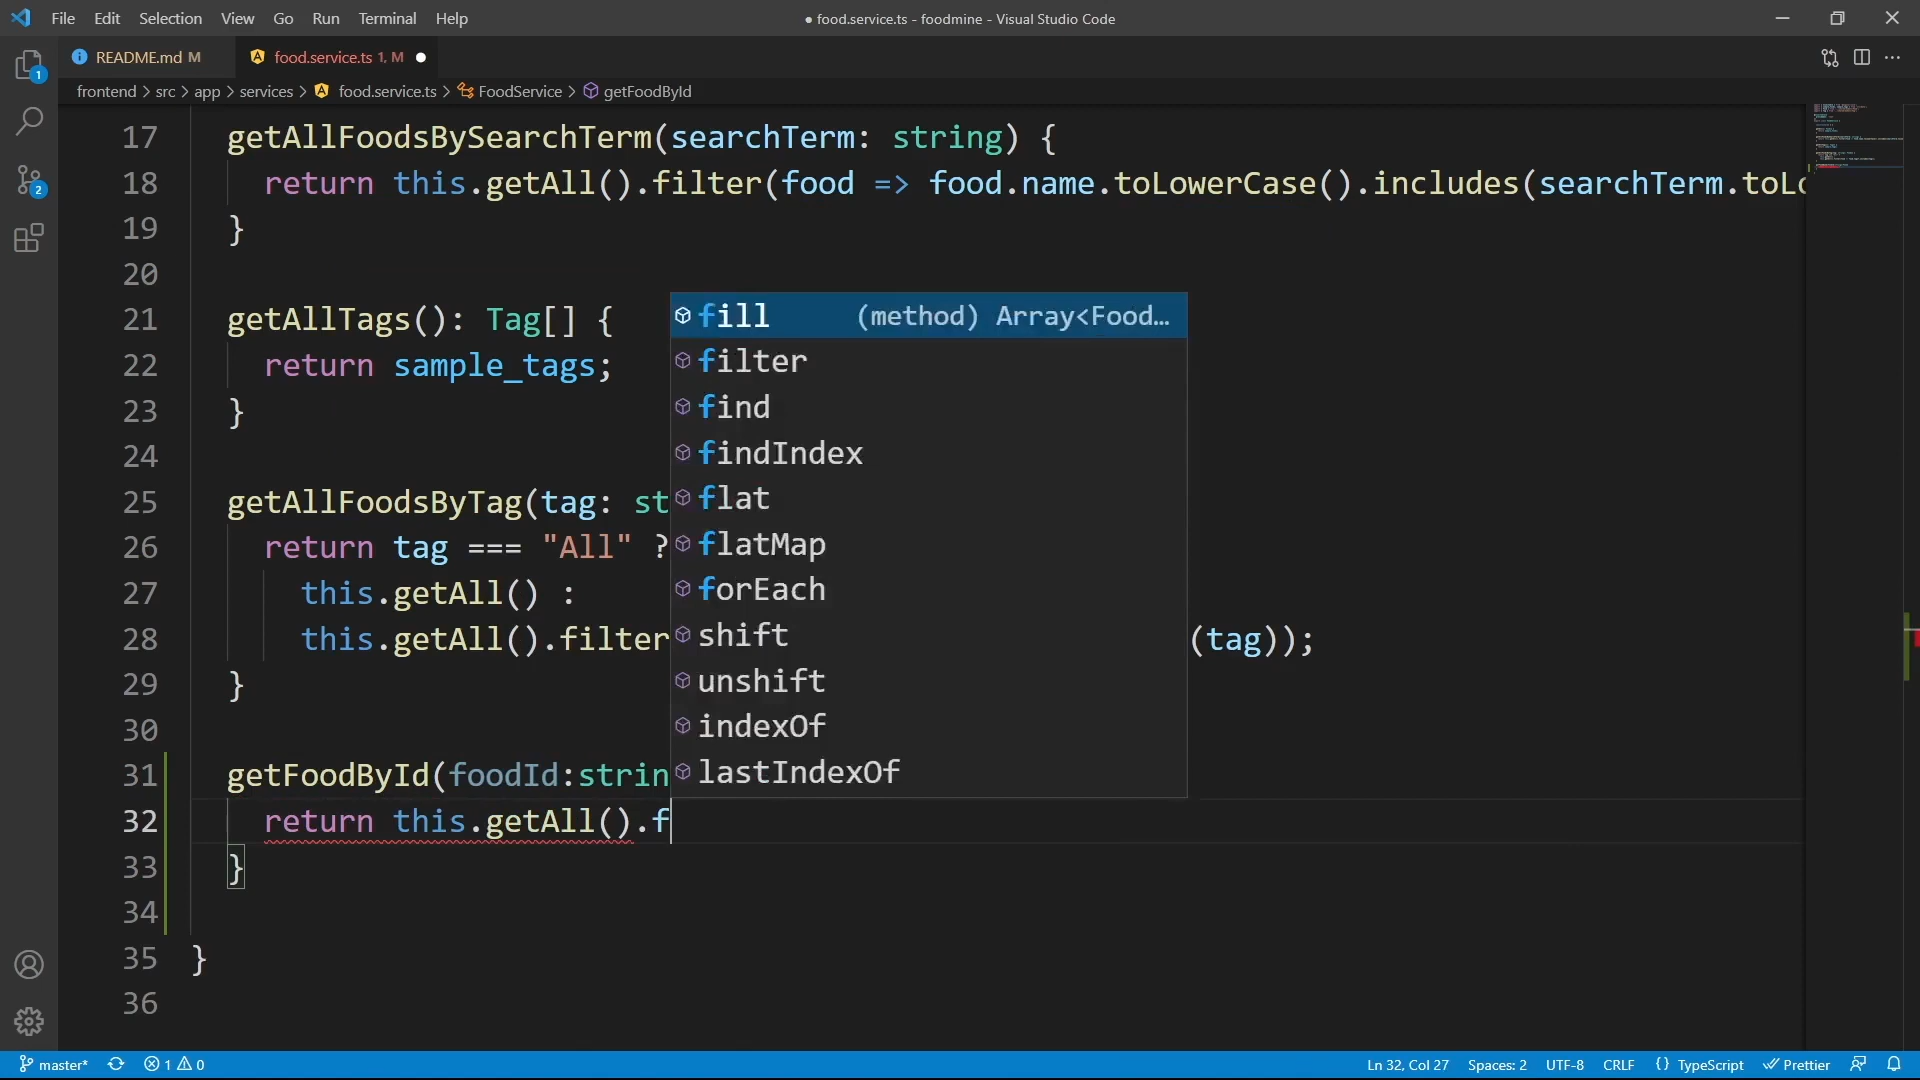 File Edit Selection View Go Run Terminal Help
● food.service.ts - foodmine - Visual Studio Code
README.md M
food.service.ts 1, M ●
frontend > src > app > services > food.service.ts > FoodService > getFoodById
1
2
17 getAllFoodsBySearchTerm(searchTerm: string) {
18 return this.getAll().filter(food => food.name.toLowerCase().includes(searchTerm.toLo
19 }
20
21 getAllTags(): Tag[] {
22 return sample_tags;
23 }
24
25 getAllFoodsByTag(tag: st
26 return tag === "All" ?
27 this.getAll() :
28 this.getAll().filter (tag));
29 }
30
31 getFoodById(foodId:strin
32 return this.getAll().f
33 }
34
35 }
36
fill (method) Array<Food…
filter
find
findIndex
flat
flatMap
forEach
shift
unshift
indexOf
lastIndexOf
master* 1 0 Ln 32, Col 27 Spaces: 2 UTF-8 CRLF {} TypeScript Prettier